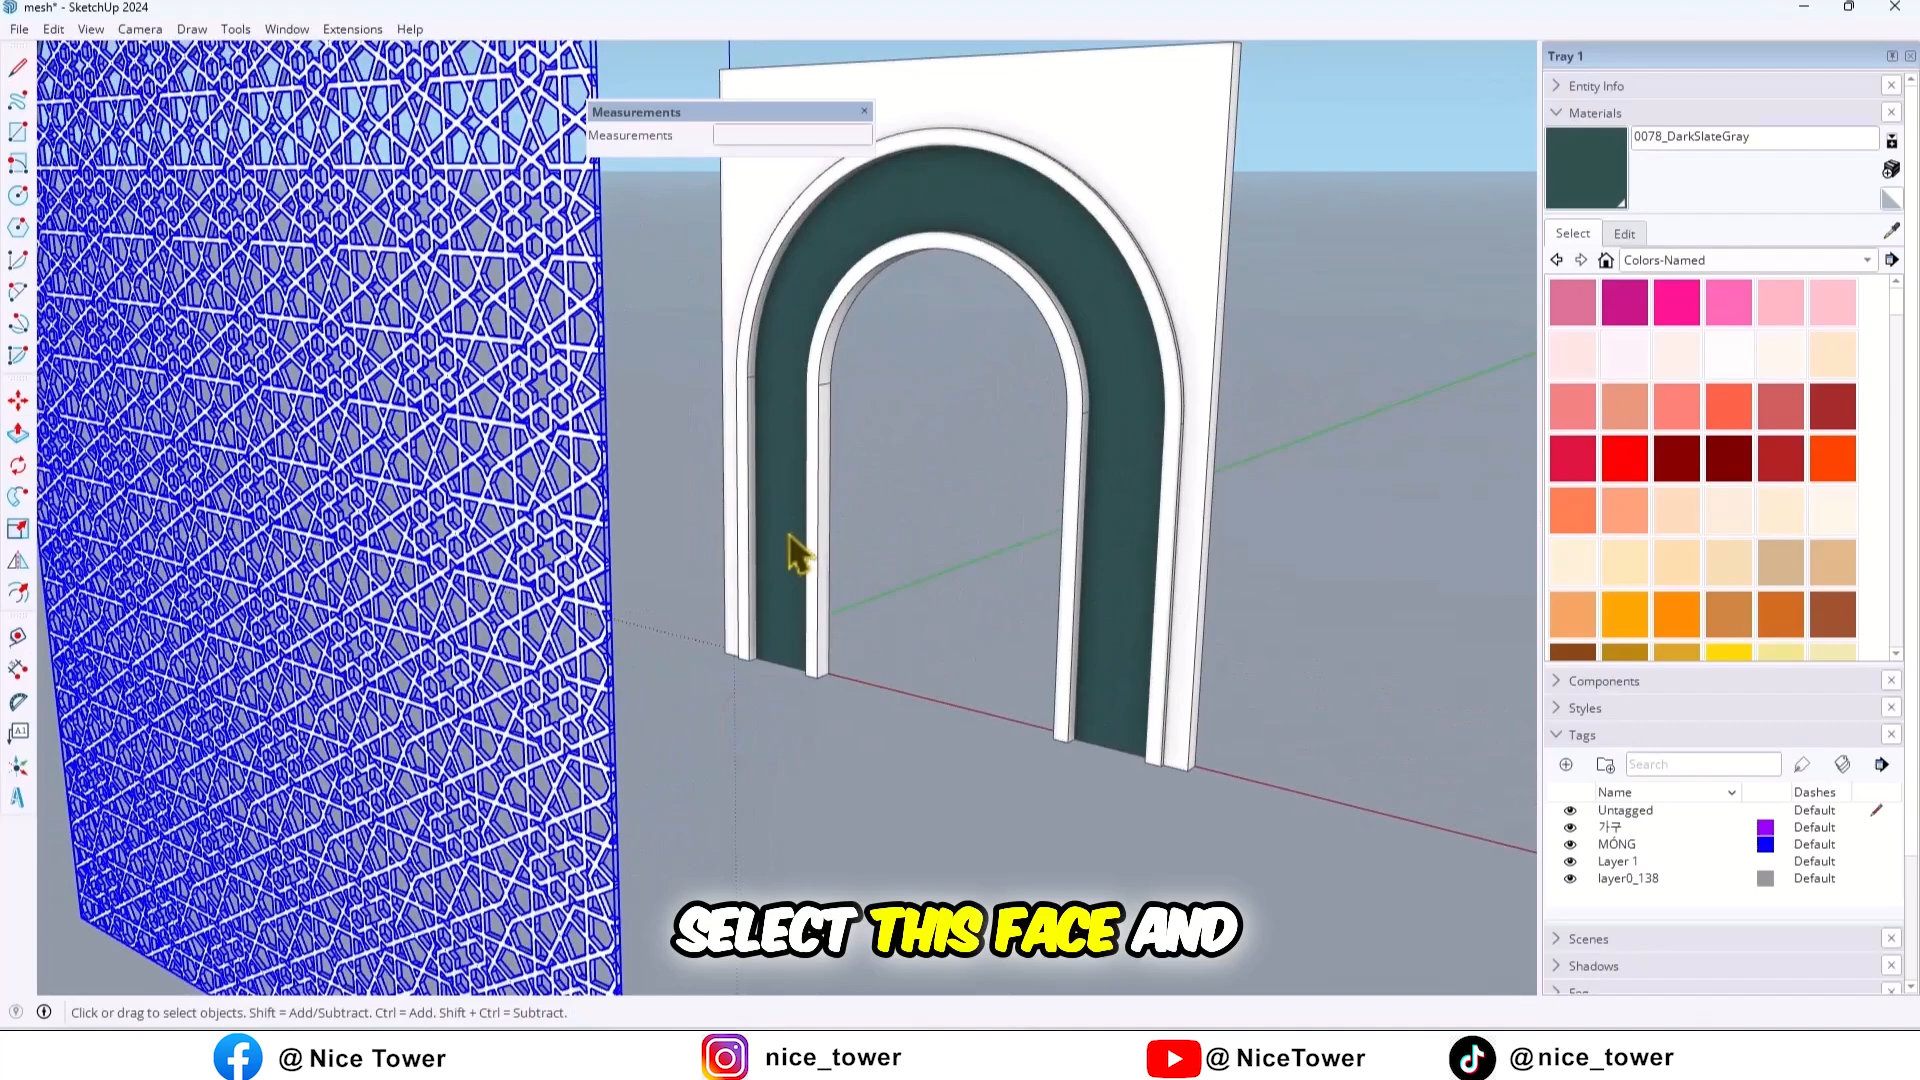 mesh* - SketchUp 2024
File Edit View Camera Draw Tools Window Extensions Help
Measurements
Measurements
Tray 1
Entity Info
Materials
0078_DarkSlateGray
Select Edit
Colors-Named
Components
Styles
Tags
Search
Name Dashes
Untagged Default
가구 Default
MÓNG Default
Layer 1 Default
layer0_138 Default
Scenes
Shadows
Fog
SELECT THIS FACE AND
Click or drag to select objects. Shift = Add/Subtract. Ctrl = Add. Shift + Ctrl = Subtract.
@ Nice Tower nice_tower @ NiceTower @nice_tower